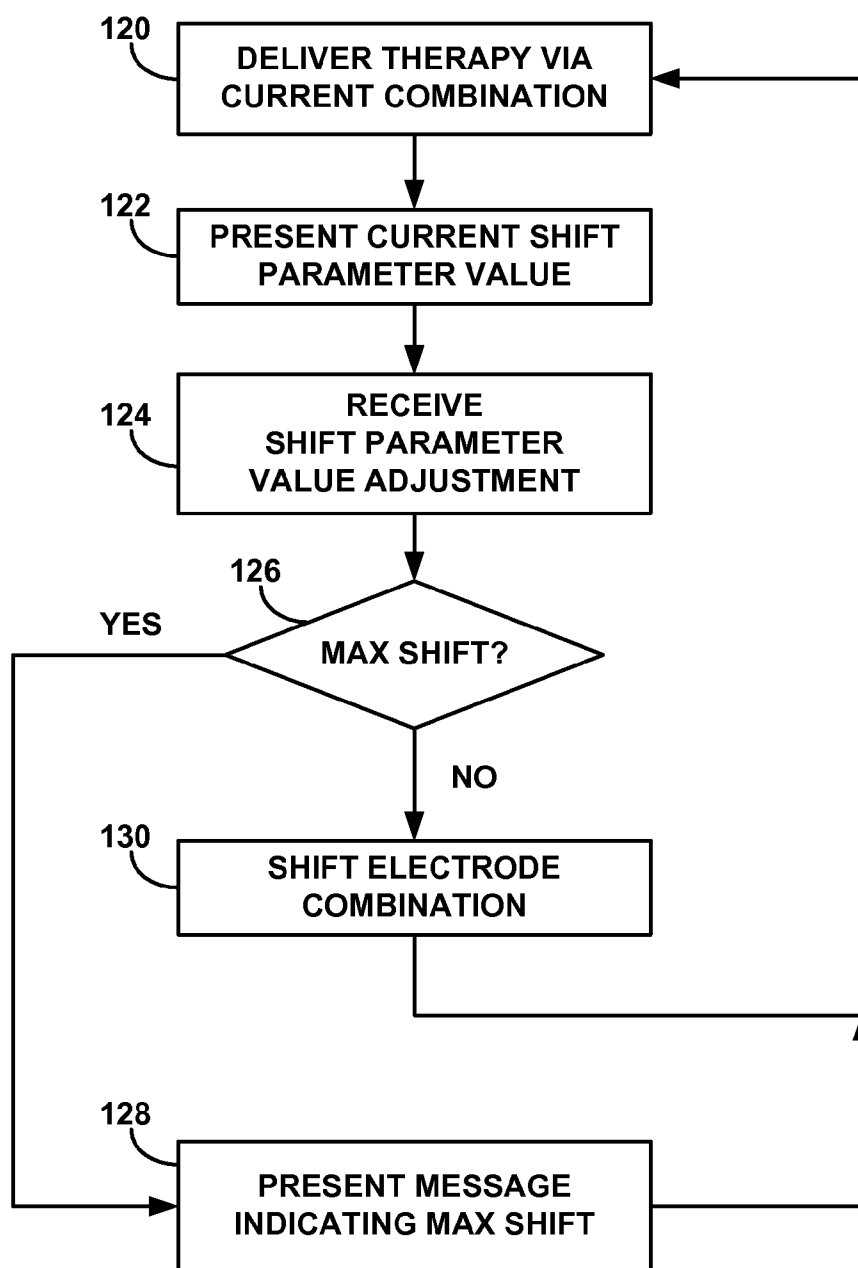 120
DELIVER THERAPY VIA
CURRENT COMBINATION
122
PRESENT CURRENT SHIFT
PARAMETER VALUE
124
RECEIVE
SHIFT PARAMETER
VALUE ADJUSTMENT
126
YES
MAX SHIFT?
NO
130
SHIFT ELECTRODE
COMBINATION
128
PRESENT MESSAGE
INDICATING MAX SHIFT